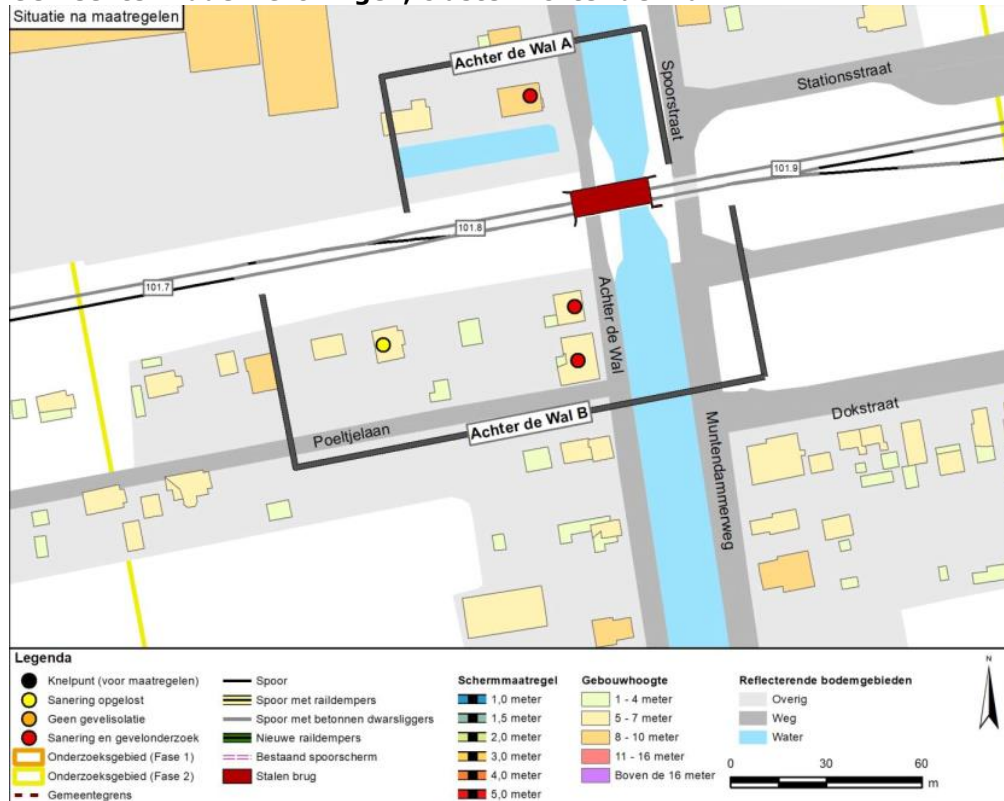 Situatie na maatregelen
Achter de Wal A
Spoorstraat
Stationsstraat
101.9
101.8
101.7
Achter de Wal
Poeltjelaan
Achter de Wal B
Dokstraat
Muntendammerweg
Legenda
Knelpunt (voor maatregelen)
Sanering opgelost
Geen gevelisolatie
Sanering en gevelonderzoek
Onderzoeksgebied (Fase 1)
Onderzoeksgebied (Fase 2)
Gemeentegrens
Spoor
Spoor met raildempers
Spoor met betonnen dwarsliggers
Nieuwe raildempers
Bestaand spoorscherm
Stalen brug
Schermmaatregel
1,0 meter
1,5 meter
2,0 meter
3,0 meter
4,0 meter
5,0 meter
Gebouwhoogte
1 - 4 meter
5 - 7 meter
8 - 10 meter
11 - 16 meter
Boven de 16 meter
Reflecterende bodemgebieden
Overig
Weg
Water
N
0 30 60
m